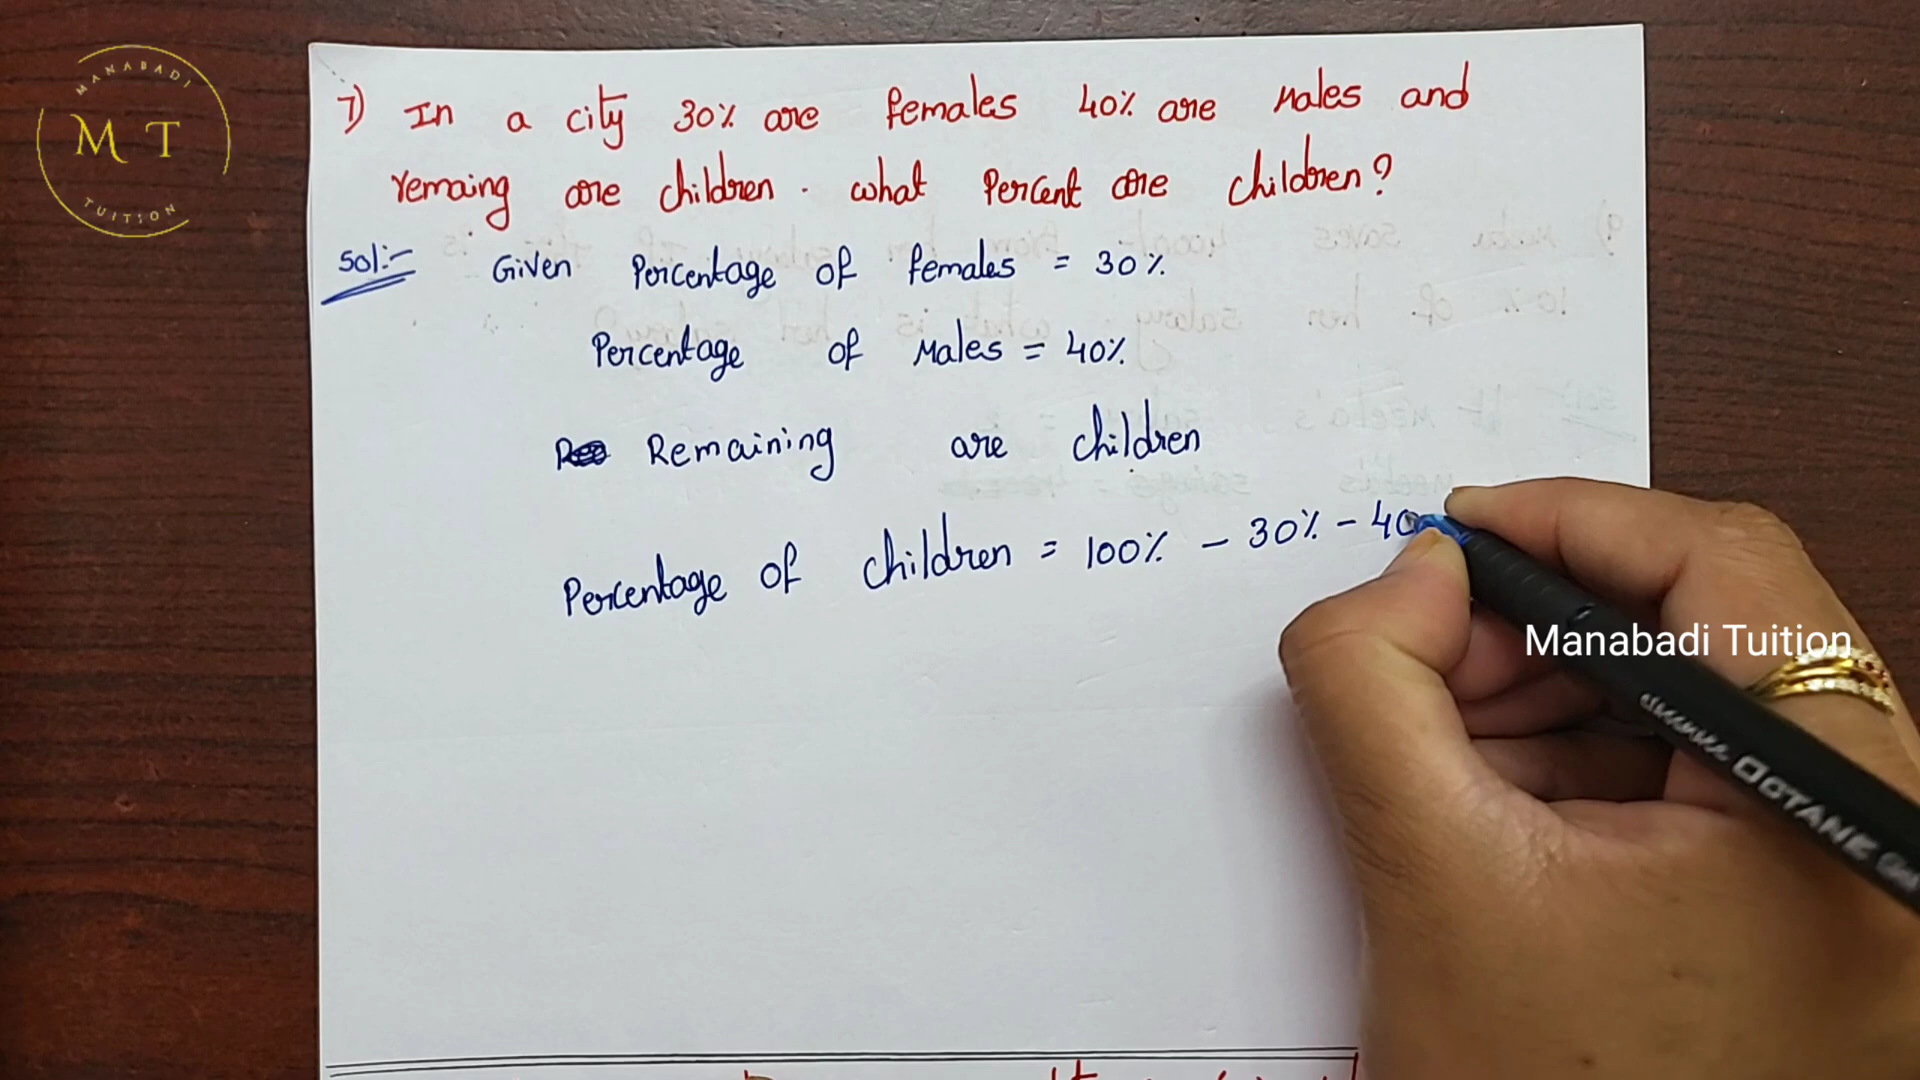 MANABADI
M T
TUITION
7) In a city 30% are females 40% are Males and
remaing are children. what Percent are children?
Sol:- Given Percentage of females = 30%
Percentage of Males = 40%
Remaining are children
Percentage of children = 100% - 30% - 40
Manabadi Tuition
OCTANE